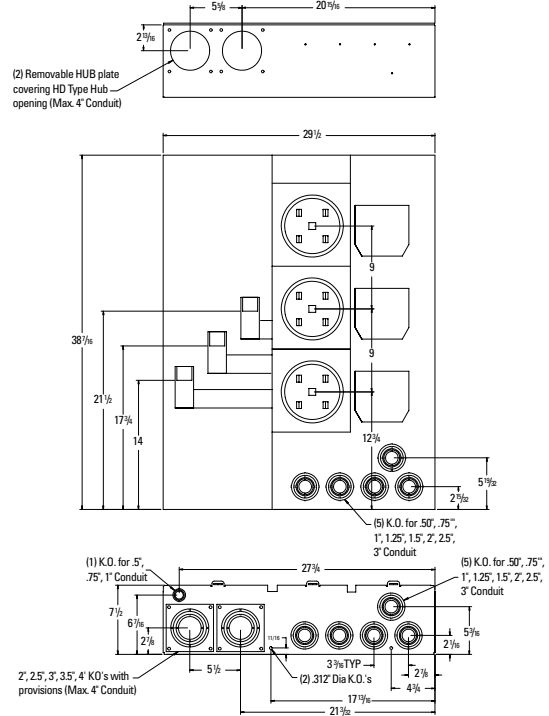 5⅝
20 15/16
2 13/16
(2) Removable HUB plate
covering HD Type Hub
opening (Max. 4" Conduit)
29½
9
38 7/16
9
21½
17¾
14
12¾
5 19/32
2 15/32
(5) K.O. for .50", .75"",
1", 1.25", 1.5", 2", 2.5",
3" Conduit
(1) K.O. for .5",
.75", 1" Conduit
27¾
(5) K.O. for .50", .75"",
1", 1.25", 1.5", 2", 2.5",
3" Conduit
7½
6 7/16
2⅞
11/16
5 3/16
2 1/16
2", 2.5", 3", 3.5", 4' KO's with
provisions (Max. 4" Conduit)
5½
3 3/16 TYP
2⅞
(2) .312" Dia K.O.'s
4¾
17 13/16
21 3/32